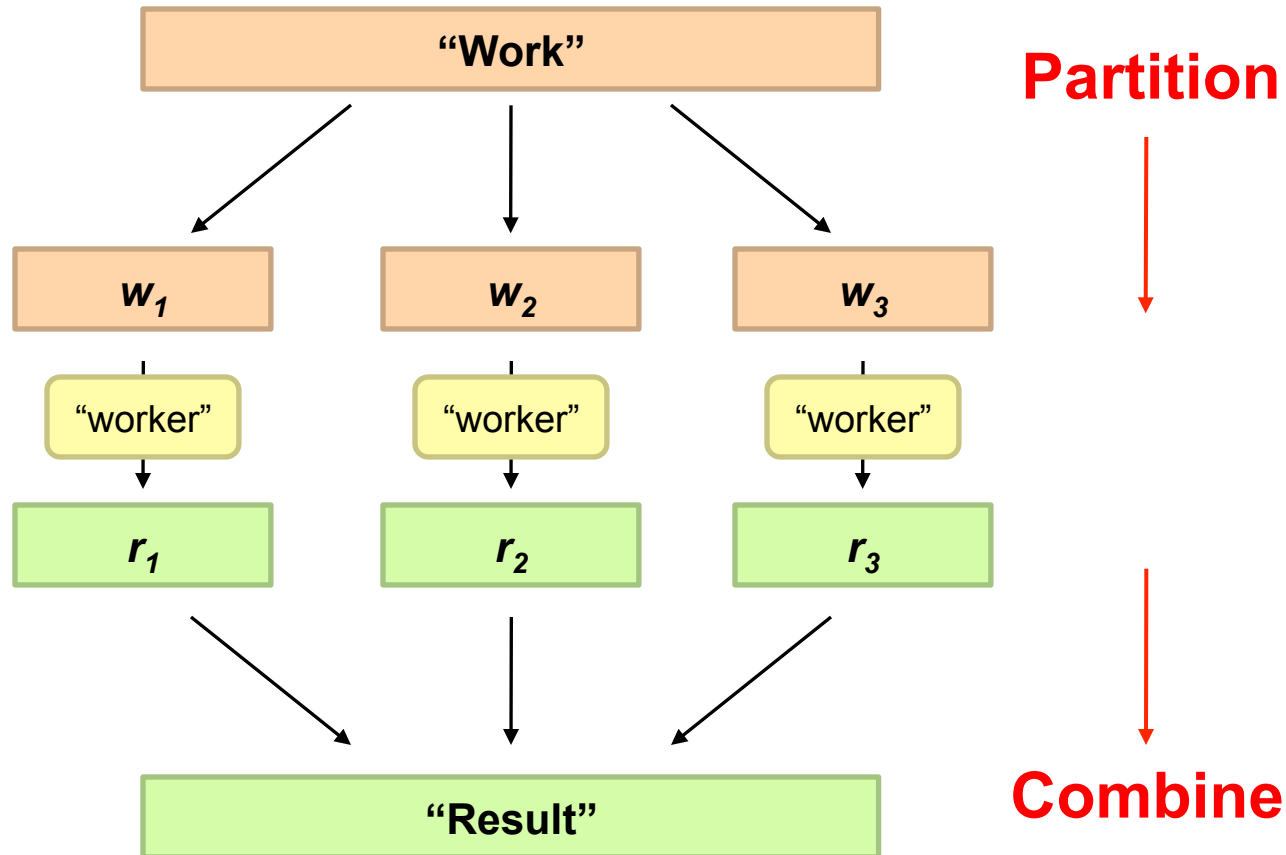 “Work”
Partition
w₁
w₂
w₃
“worker”
“worker”
“worker”
r₁
r₂
r₃
“Result”
Combine